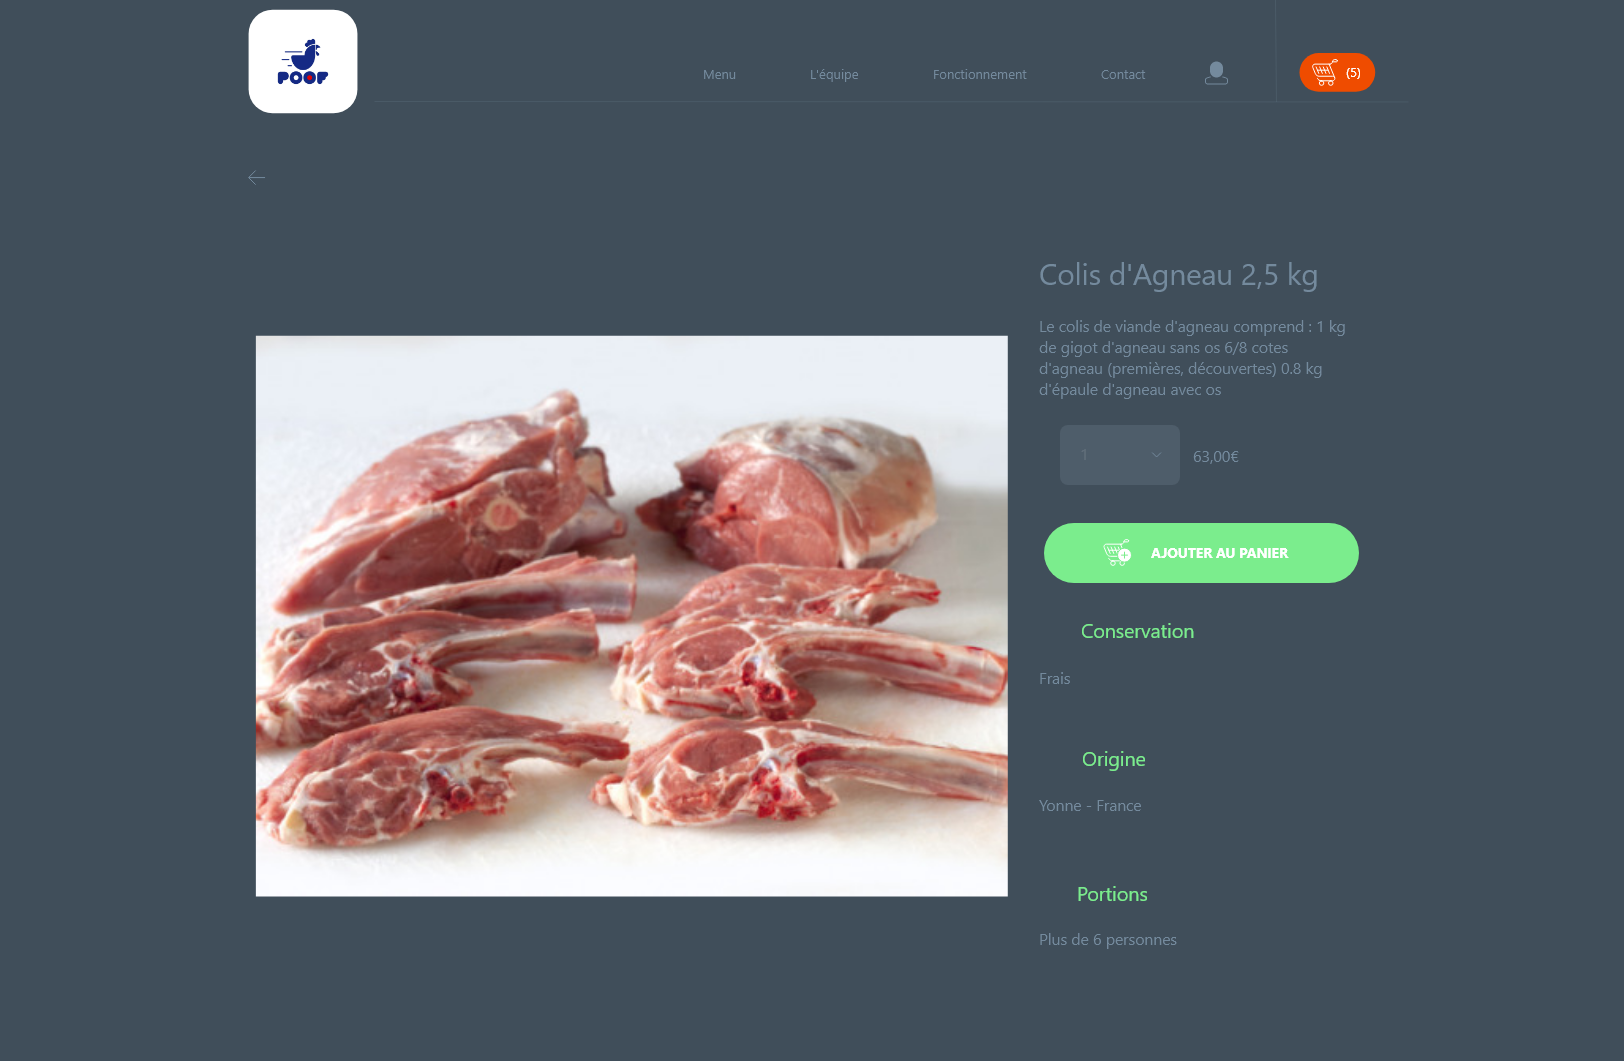 POOF
Menu
L'équipe
Fonctionnement
Contact
(5)
Colis d'Agneau 2,5 kg
Le colis de viande d'agneau comprend : 1 kg
de gigot d'agneau sans os 6/8 cotes
d'agneau (premières, découvertes) 0.8 kg
d'épaule d'agneau avec os
1
63,00€
AJOUTER AU PANIER
Conservation
Frais
Origine
Yonne - France
Portions
Plus de 6 personnes